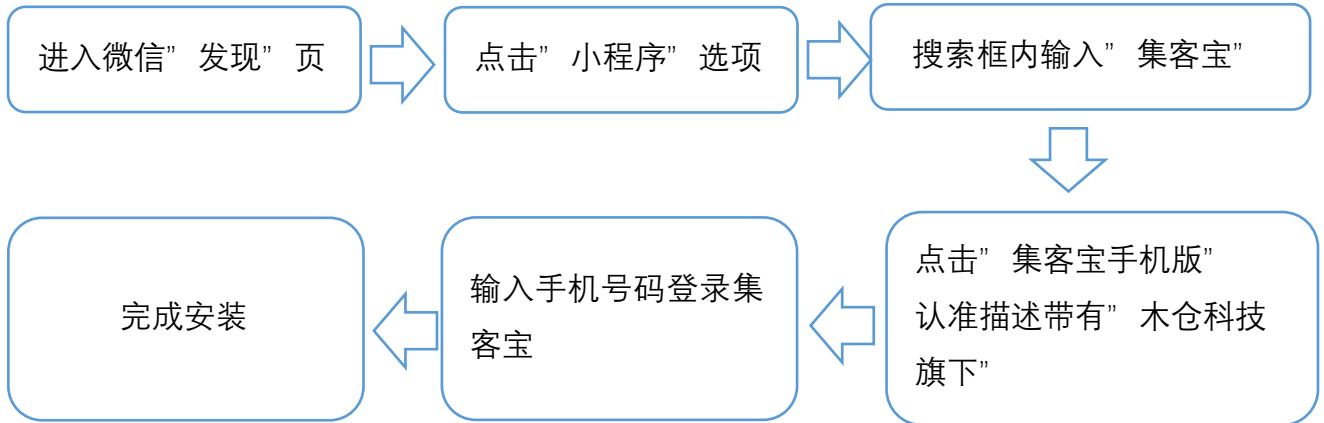 进入微信”发现”页
点击”小程序”选项
搜索框内输入”集客宝”
点击”集客宝手机版”
认准描述带有”木仓科技
旗下”
输入手机号码登录集
客宝
完成安装